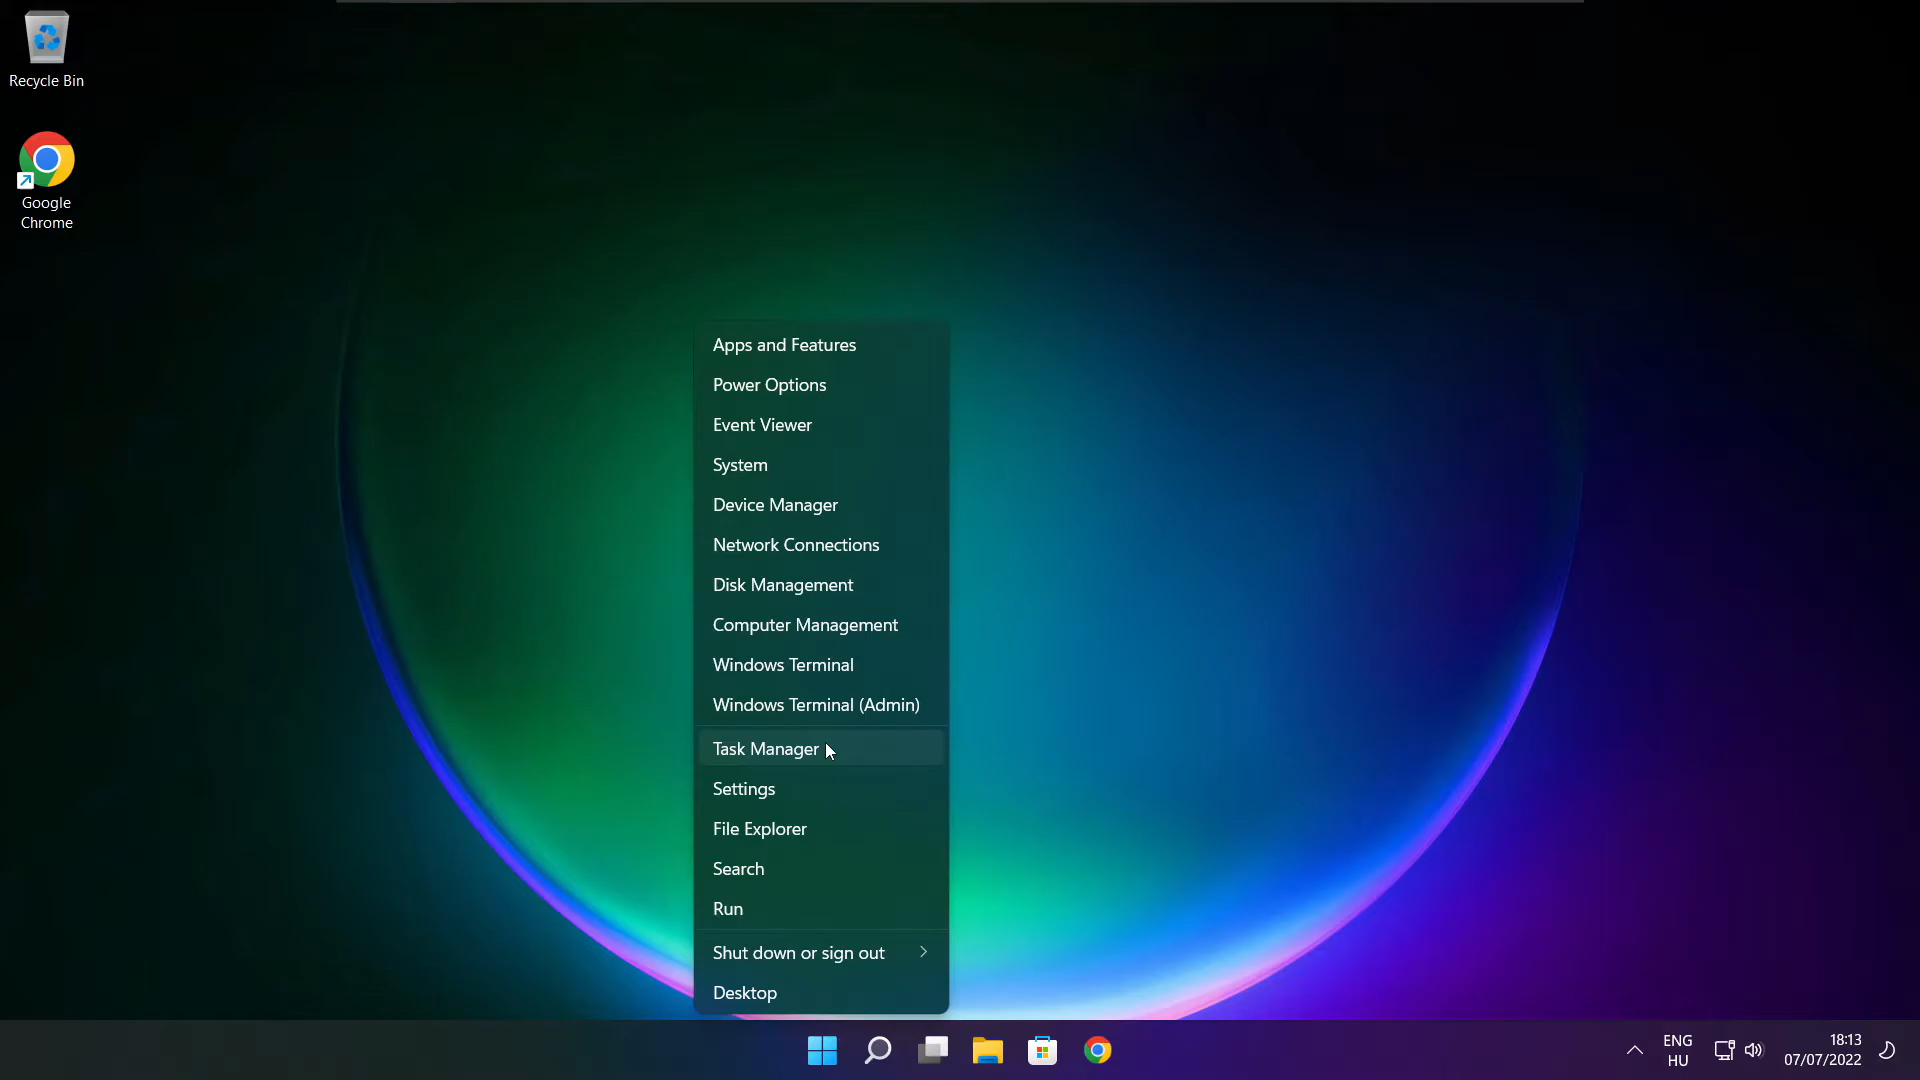 Recycle Bin
Google
Chrome
Apps and Features
Power Options
Event Viewer
System
Device Manager
Network Connections
Disk Management
Computer Management
Windows Terminal
Windows Terminal (Admin)
Task Manager
Settings
File Explorer
Search
Run
Shut down or sign out
Desktop
ENG
HU
18:13
07/07/2022